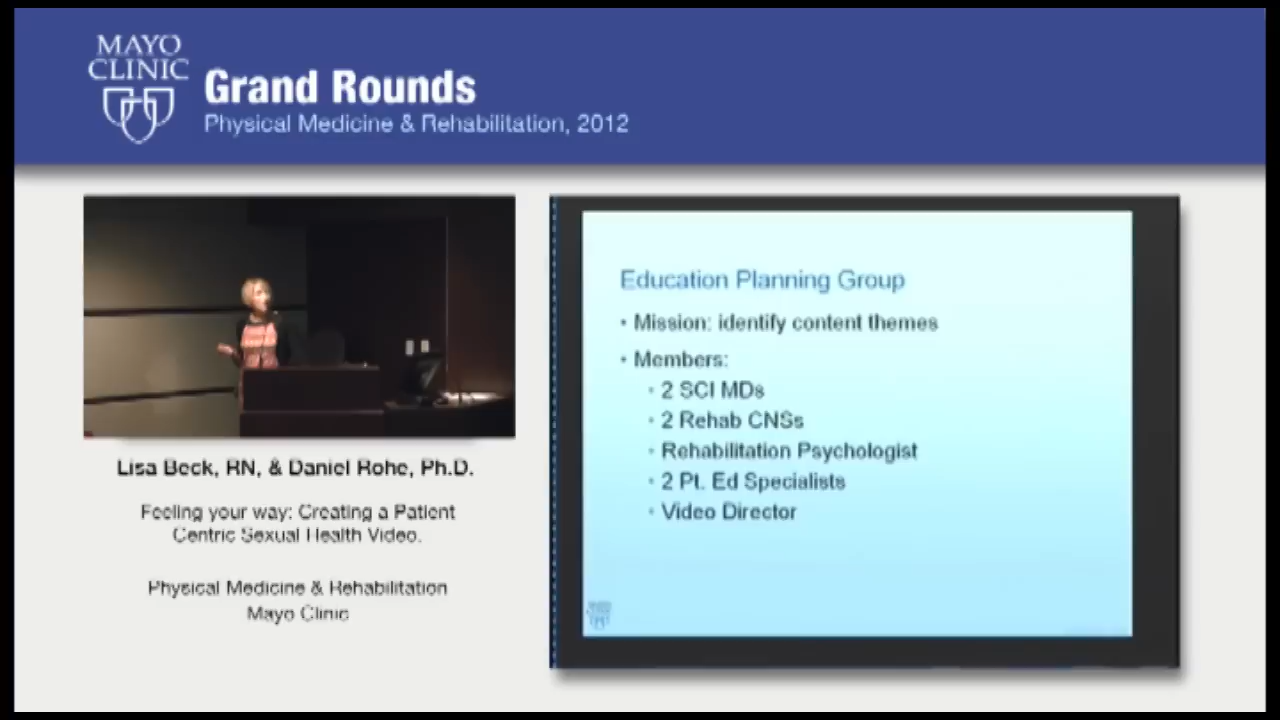 MAYO
CLINIC
Grand Rounds
Physical Medicine & Rehabilitation, 2012
Lisa Beck, RN, & Daniel Rohe, Ph.D.
Feeling your way: Creating a Patient
Centric Sexual Health Video.
Physical Medicine & Rehabilitation
Mayo Clinic
Education Planning Group
• Mission: identify content themes
• Members:
• 2 SCI MDs
• 2 Rehab CNSs
• Rehabilitation Psychologist
• 2 Pt. Ed Specialists
• Video Director